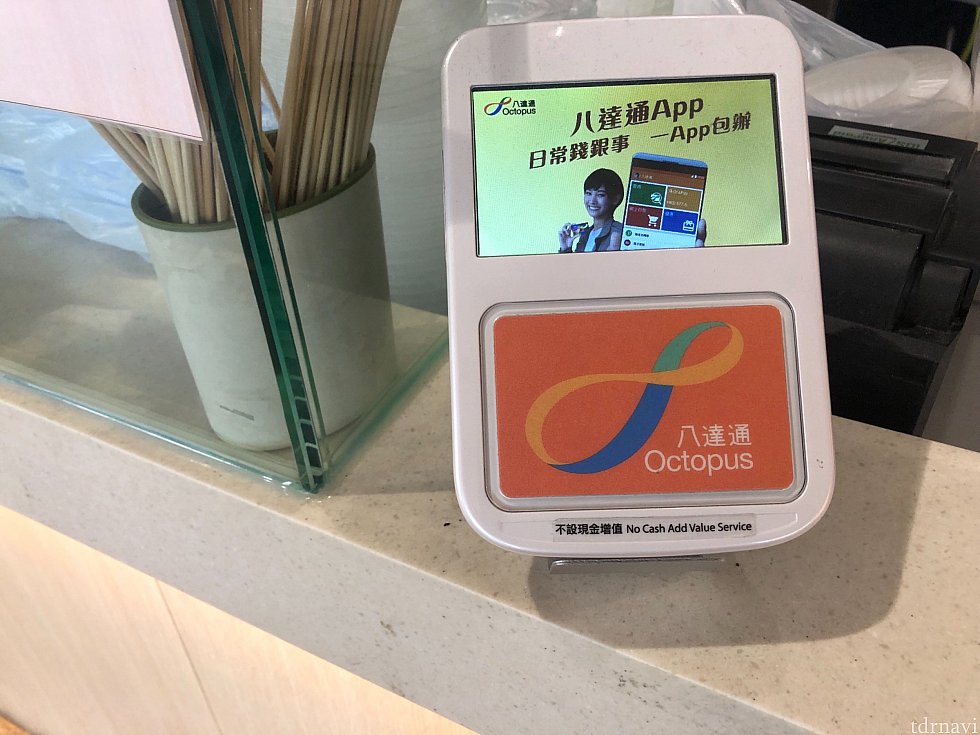 八達通
Octopus
八達通App
日常錢銀事 一App包辦
八達通
Octopus
不設現金增值 No Cash Add Value Service
tdrnavi